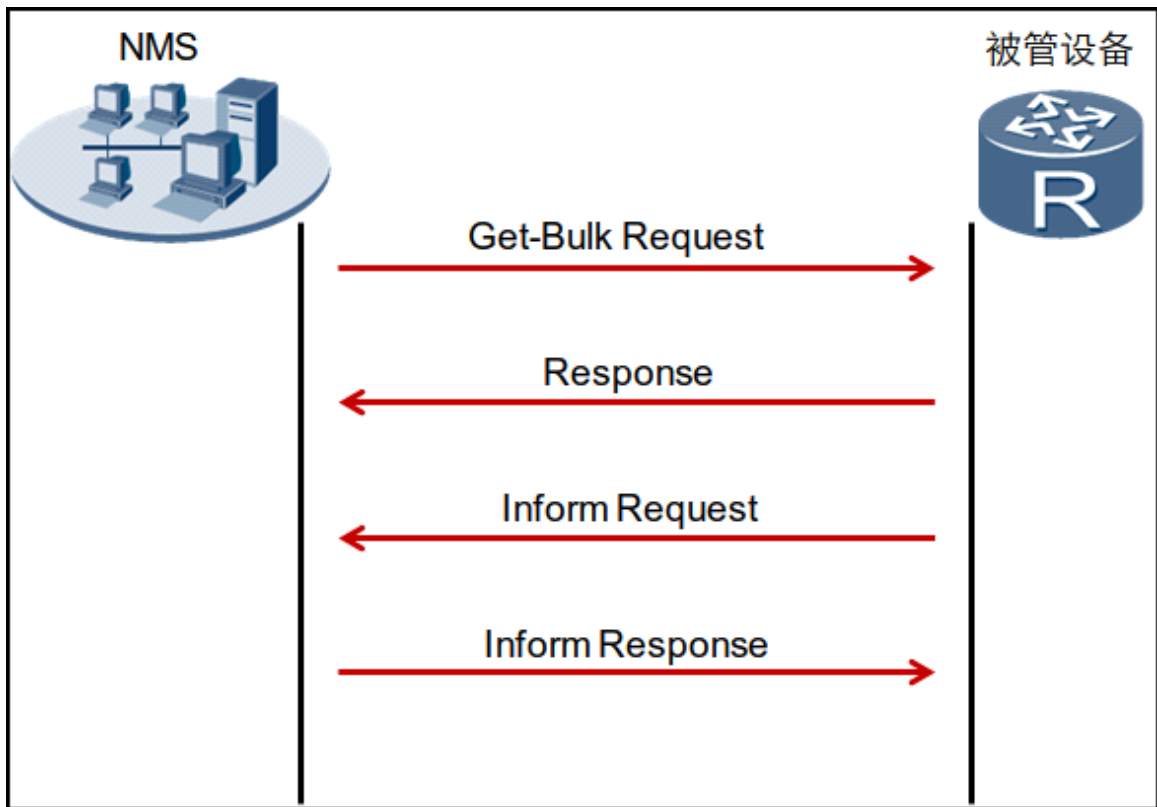 NMS
被管设备
R
Get-Bulk Request
Response
Inform Request
Inform Response